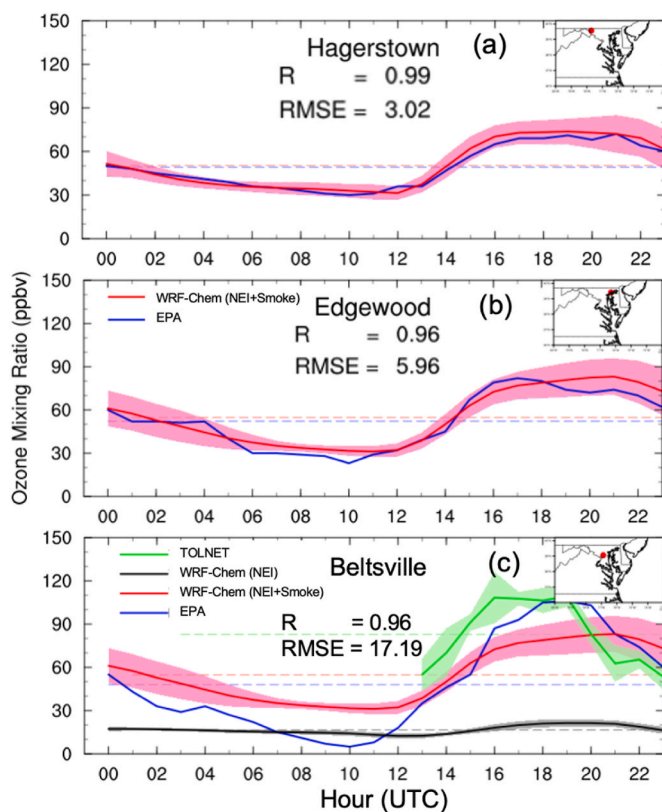 Hagerstown (a)
R = 0.99
RMSE = 3.02
150
120
90
60
30
0
00 02 04 06 08 10 12 14 16 18 20 22
Ozone Mixing Ratio (ppbv)
WRF-Chem (NEI+Smoke)
EPA
Edgewood (b)
R = 0.96
RMSE = 5.96
150
120
90
60
30
0
00 02 04 06 08 10 12 14 16 18 20 22
TOLNET
WRF-Chem (NEI)
WRF-Chem (NEI+Smoke)
EPA
Beltsville (c)
R = 0.96
RMSE = 17.19
150
120
90
60
30
0
00 02 04 06 08 10 12 14 16 18 20 22
Hour (UTC)